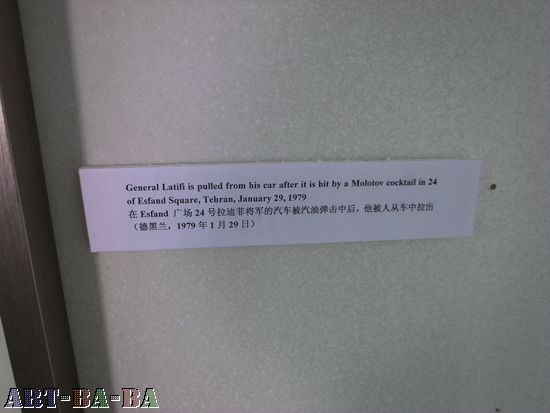 General Latifi is pulled from his car after it is hit by a Molotov cocktail in 24
of Esfand Square, Tehran, January 29, 1979
在 Esfand 广场 24 号拉迪菲将军的汽车被汽油弹击中后，他被人从车中拉出
（德黑兰，1979 年 1 月 29 日）
ART-BA-BA